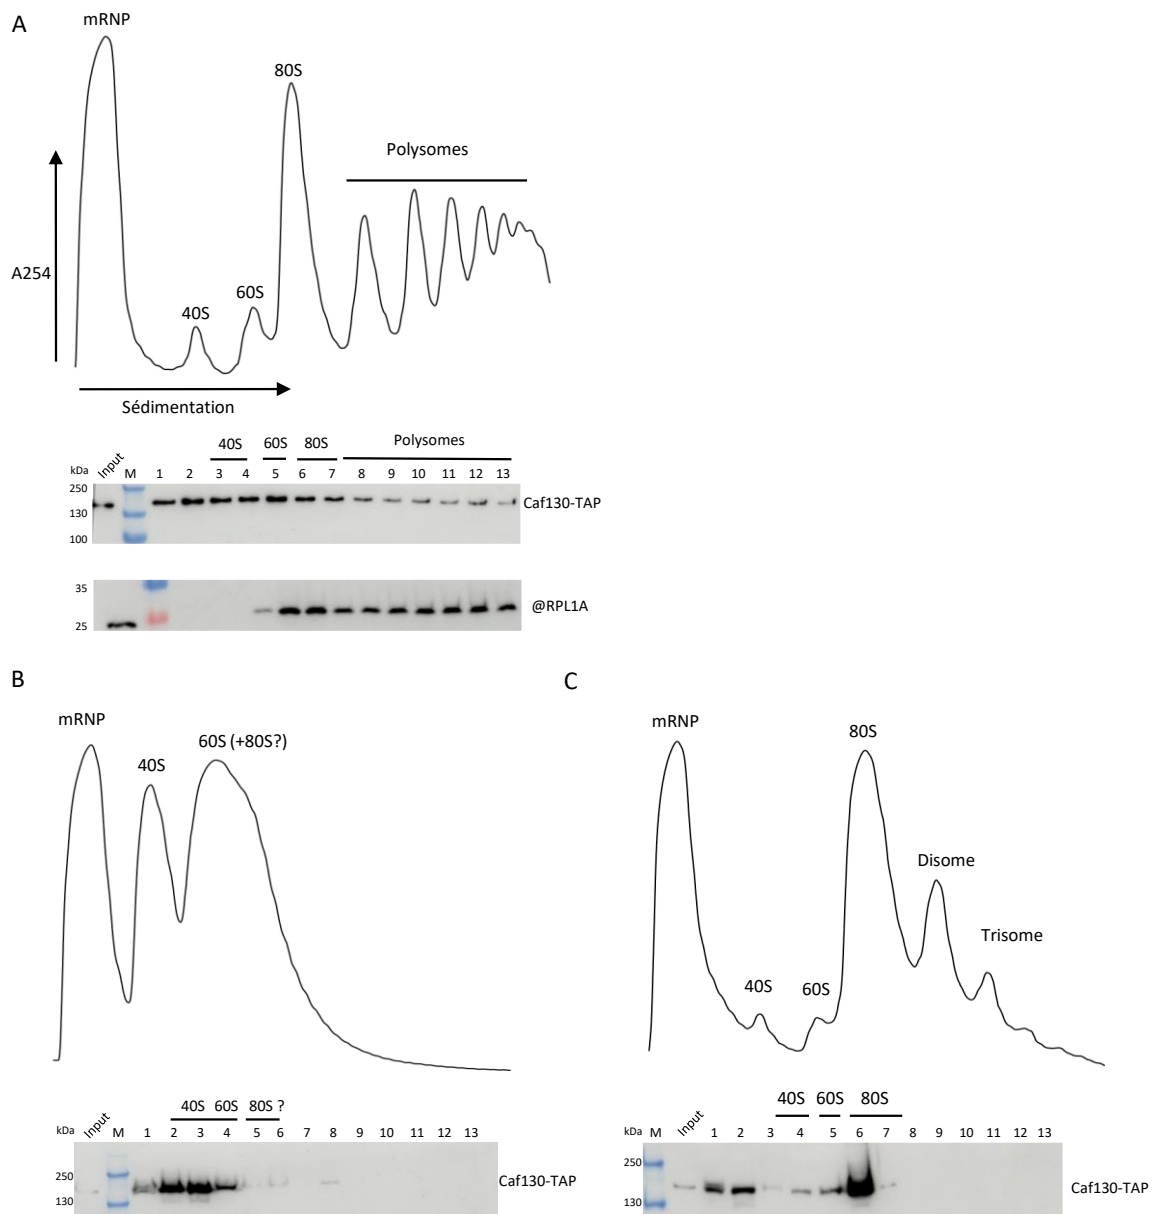 A
mRNP
80S
Polysomes
60S
40S
A254
Sédimentation
40S 60S 80S Polysomes
kDa Input M 1 2 3 4 5 6 7 8 9 10 11 12 13
250
130
100
Caf130-TAP
35
25
@RPL1A
B
mRNP
40S
60S (+80S?)
40S 60S 80S ?
kDa Input M 1 2 3 4 5 6 7 8 9 10 11 12 13
250
130
Caf130-TAP
C
mRNP
80S
Disome
Trisome
40S
60S
40S 60S 80S
kDa M Input 1 2 3 4 5 6 7 8 9 10 11 12 13
250
130
Caf130-TAP